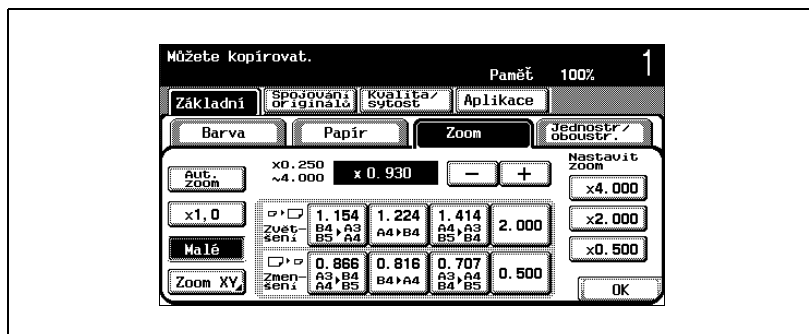 Můžete kopírovat.
Paměť 100% 1
Základní
Spojování originálů
Kvalita/ sytost
Aplikace
Barva
Papír
Zoom
Jednostr/ oboustr.
Aut. zoom
x0.250 ~4.000
x 0.930
− +
Nastavit zoom
x4.000
x1,0
Zvět- šení
1.154 B4▸A3 B5▸A4
1.224 A4▸B4
1.414 A4▸A3 B5▸B4
2.000
x2.000
Malé
x0.500
Zoom XY
Zmen- šení
0.866 A3▸B4 A4▸B5
0.816 B4▸A4
0.707 A3▸A4 B4▸B5
0.500
OK